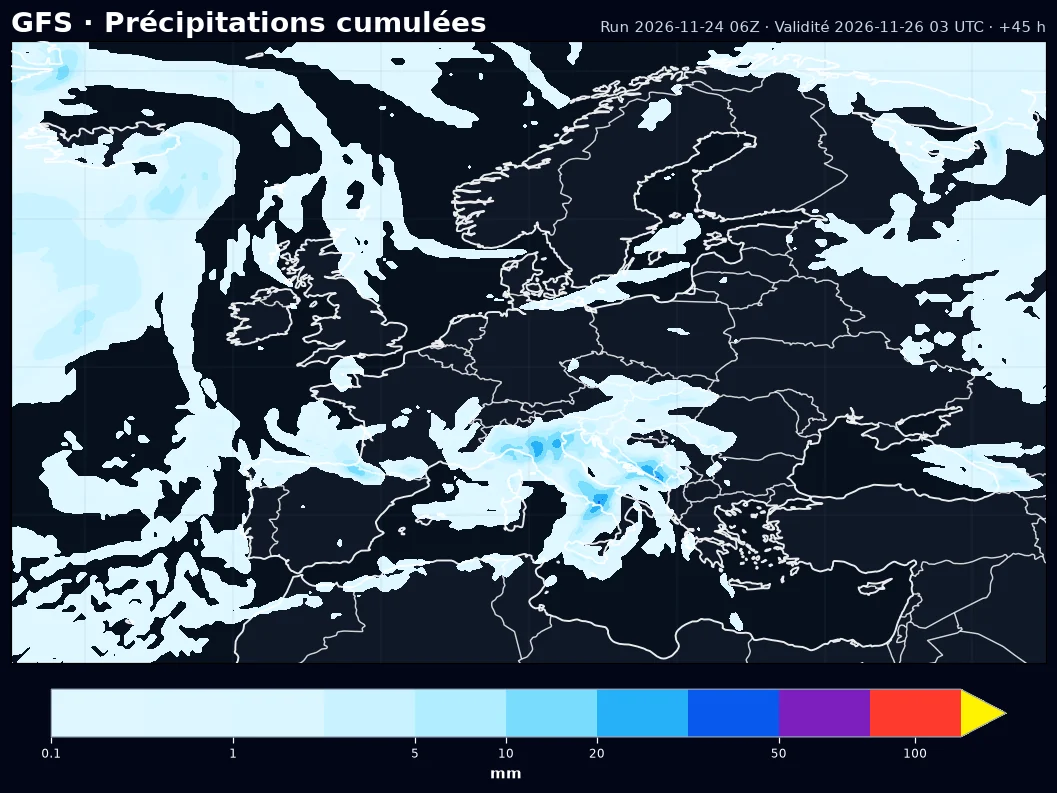 GFS · Précipitations cumulées
Run 2026-11-24 06Z · Validité 2026-11-26 03 UTC · +45 h
0.1 1 5 10 20 50 100
mm